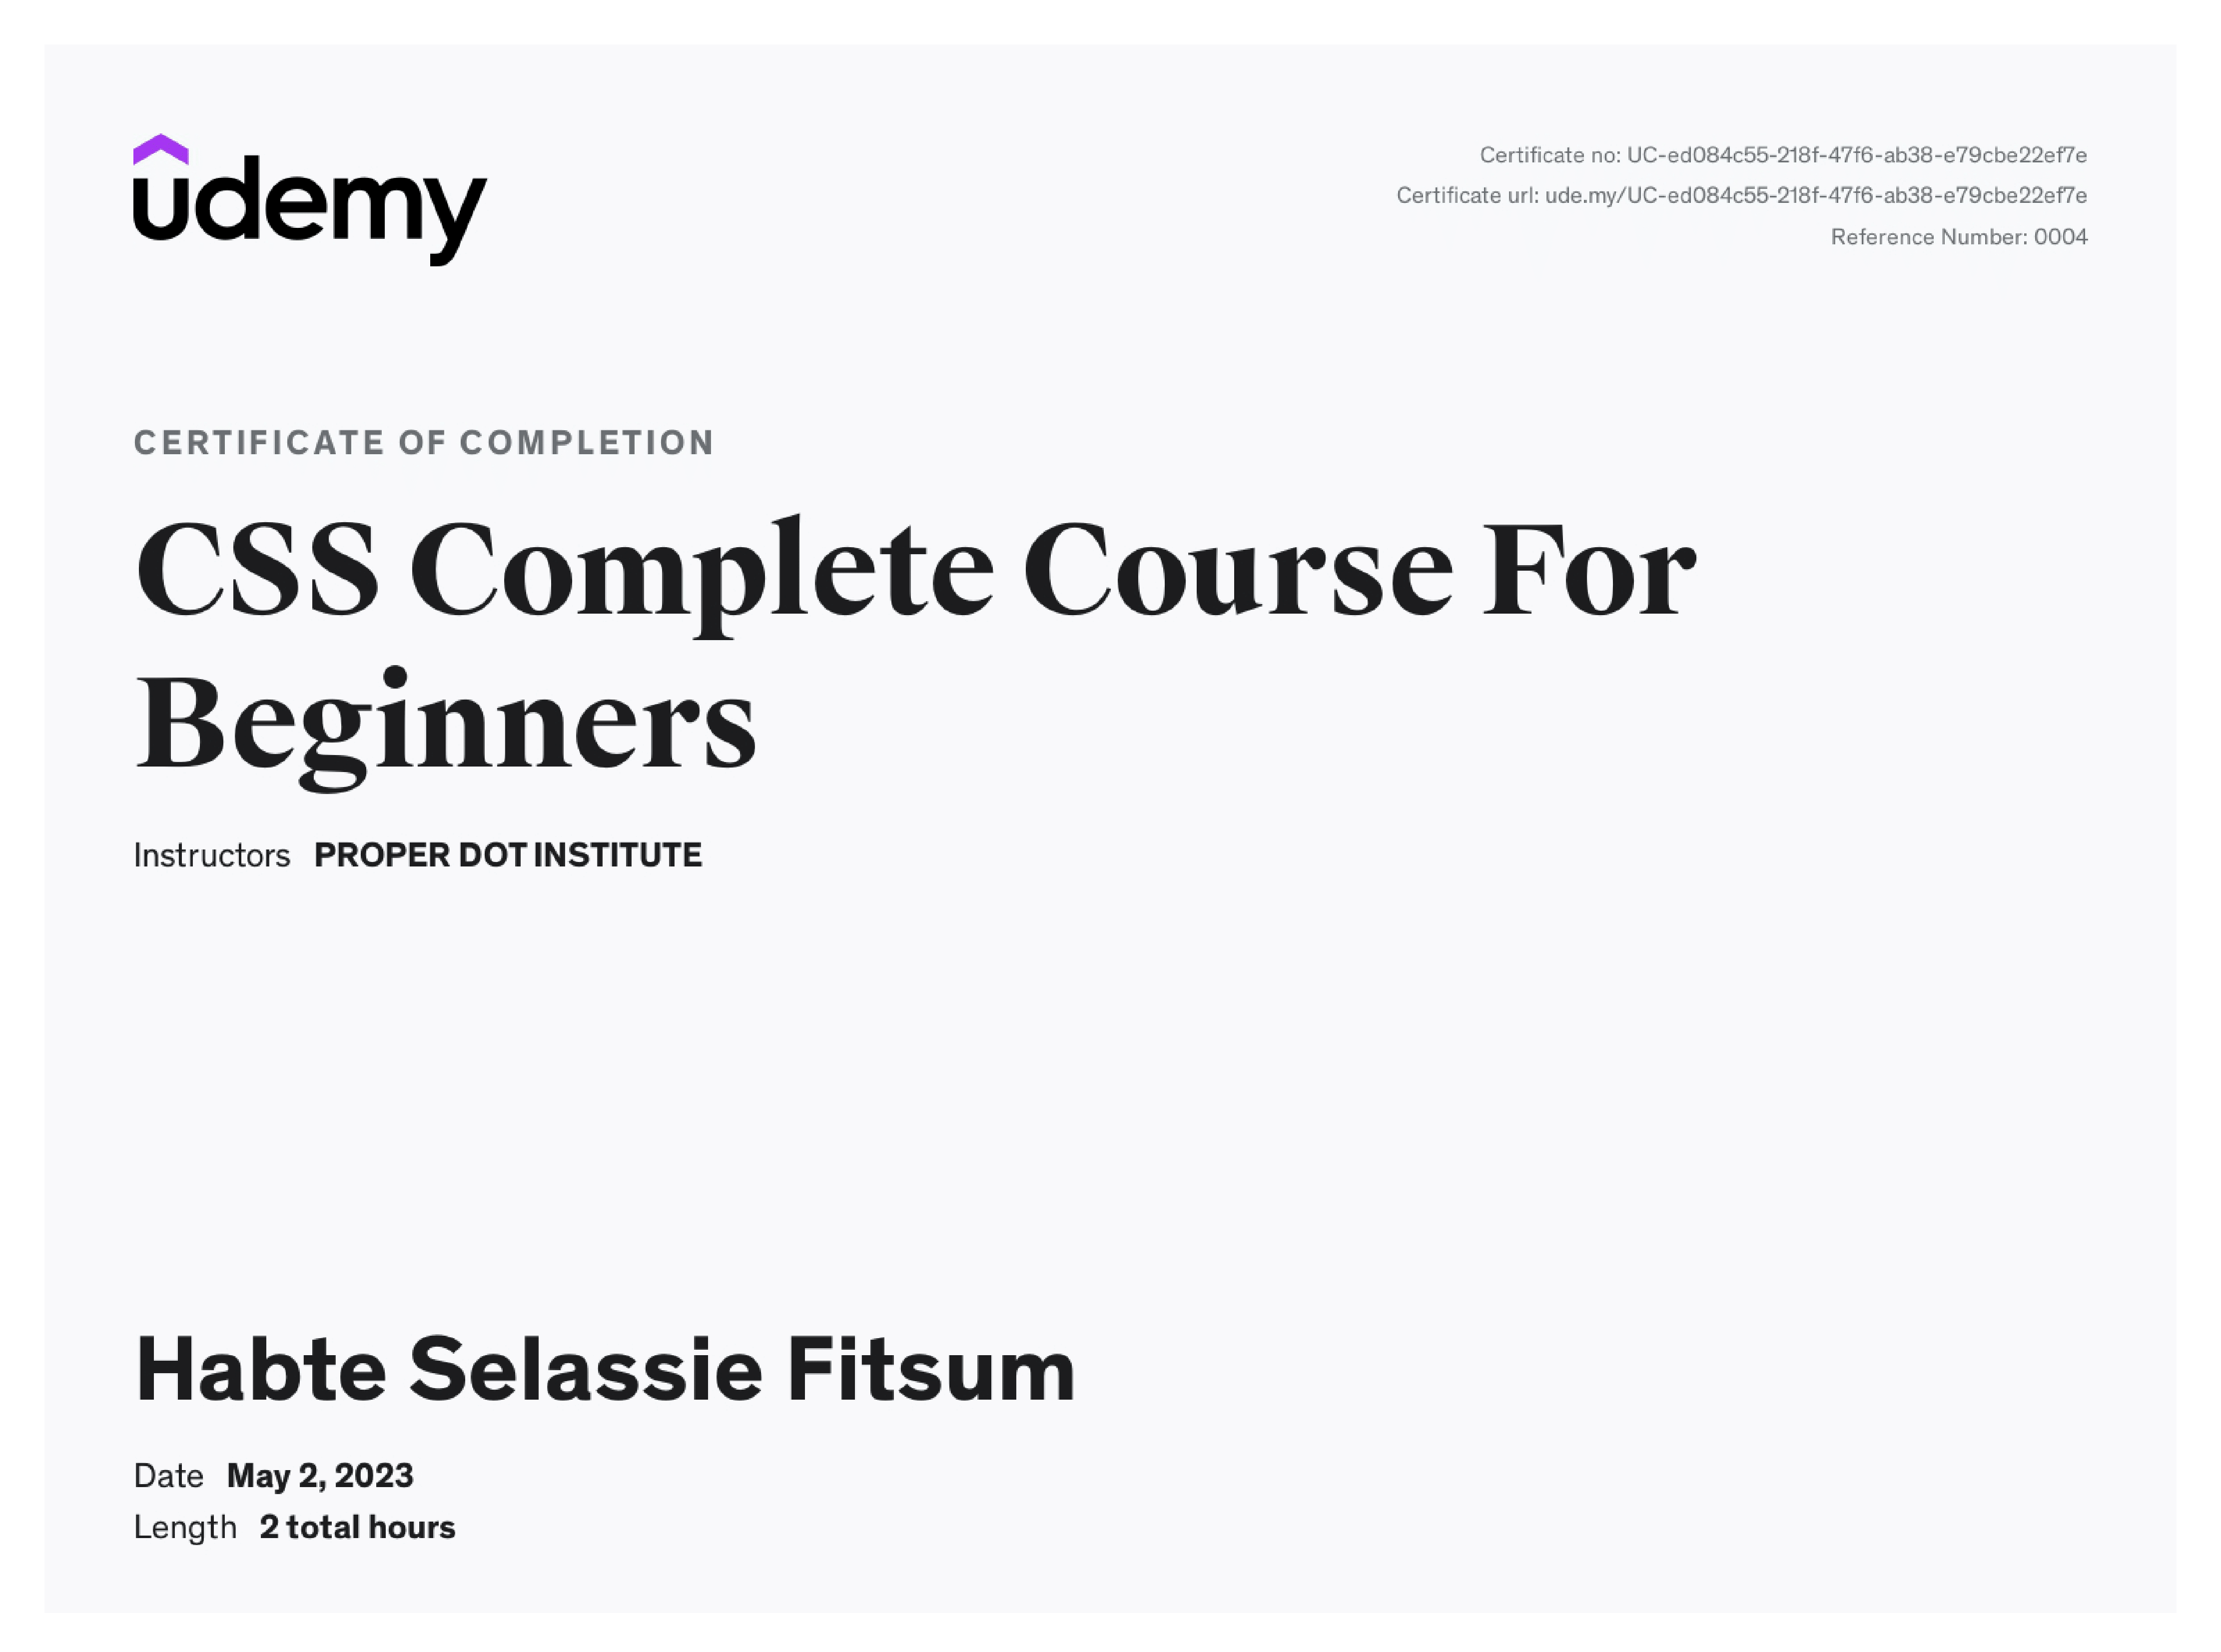 udemy
Certificate no: UC-ed084c55-218f-47f6-ab38-e79cbe22ef7e
Certificate url: ude.my/UC-ed084c55-218f-47f6-ab38-e79cbe22ef7e
Reference Number: 0004
CERTIFICATE OF COMPLETION
CSS Complete Course For
Beginners
Instructors PROPER DOT INSTITUTE
Habte Selassie Fitsum
Date May 2, 2023
Length 2 total hours